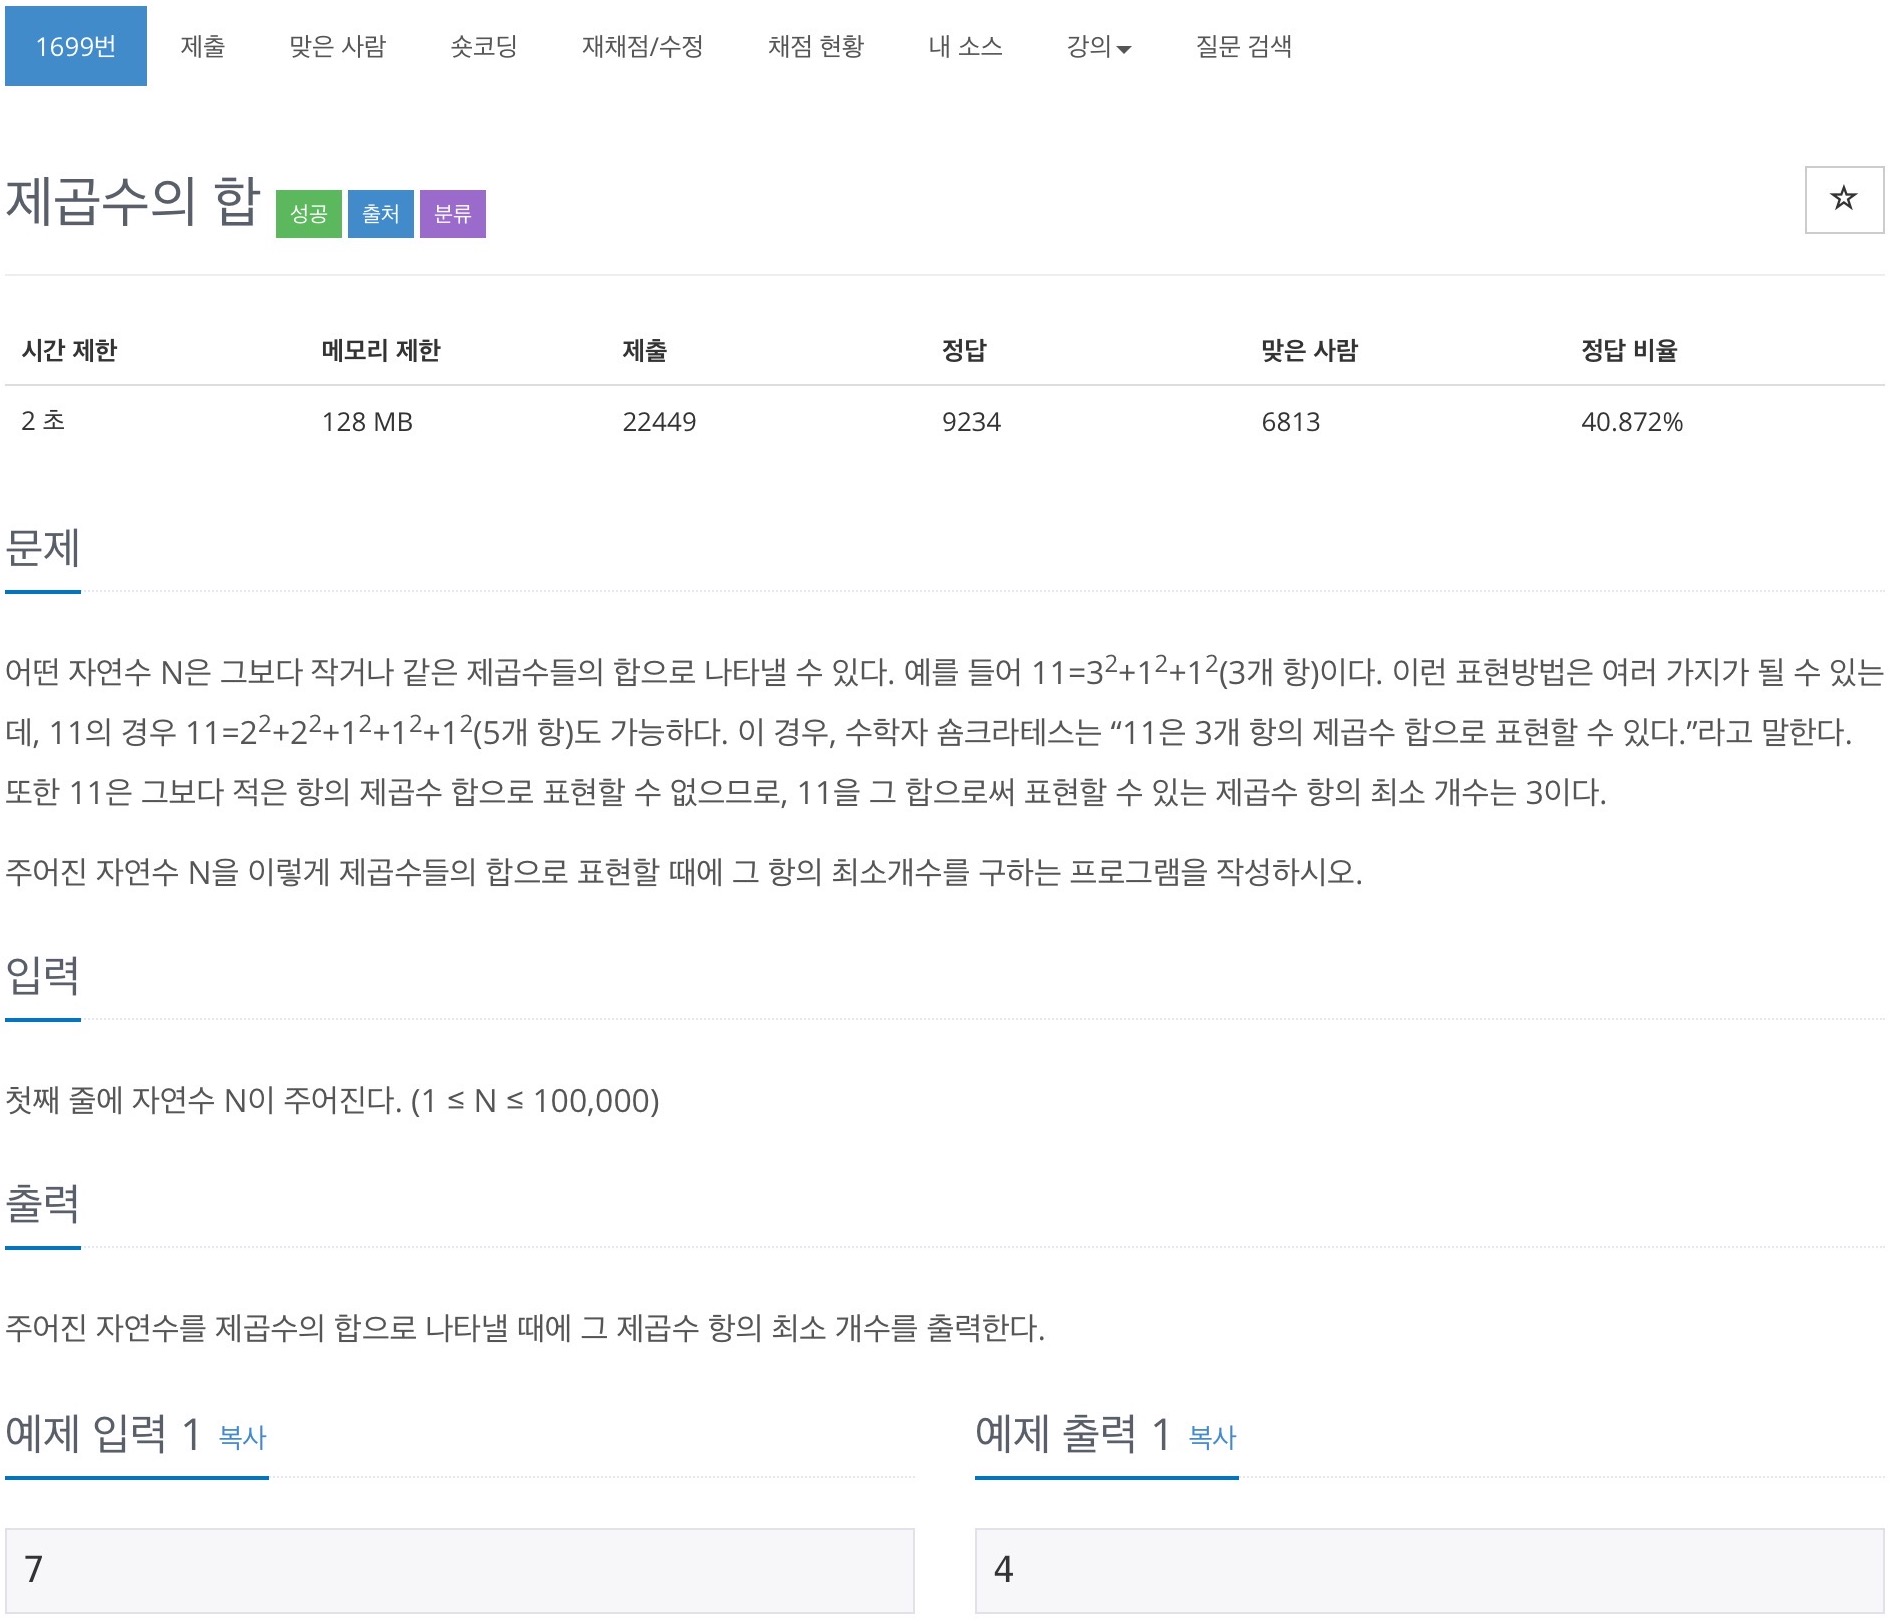 1699번 제출 맞은 사람 숏코딩 재채점/수정 채점 현황 내 소스 강의 질문 검색
제곱수의 합 성공 출처 분류
시간 제한 메모리 제한 제출 정답 맞은 사람 정답 비율
2 초 128 MB 22449 9234 6813 40.872%
문제
어떤 자연수 N은 그보다 작거나 같은 제곱수들의 합으로 나타낼 수 있다. 예를 들어 11=3²+1²+1²(3개 항)이다. 이런 표현방법은 여러 가지가 될 수 있는
데, 11의 경우 11=2²+2²+1²+1²+1²(5개 항)도 가능하다. 이 경우, 수학자 숌크라테스는 “11은 3개 항의 제곱수 합으로 표현할 수 있다.”라고 말한다.
또한 11은 그보다 적은 항의 제곱수 합으로 표현할 수 없으므로, 11을 그 합으로써 표현할 수 있는 제곱수 항의 최소 개수는 3이다.
주어진 자연수 N을 이렇게 제곱수들의 합으로 표현할 때에 그 항의 최소개수를 구하는 프로그램을 작성하시오.
입력
첫째 줄에 자연수 N이 주어진다. (1 ≤ N ≤ 100,000)
출력
주어진 자연수를 제곱수의 합으로 나타낼 때에 그 제곱수 항의 최소 개수를 출력한다.
예제 입력 1 복사
7
예제 출력 1 복사
4